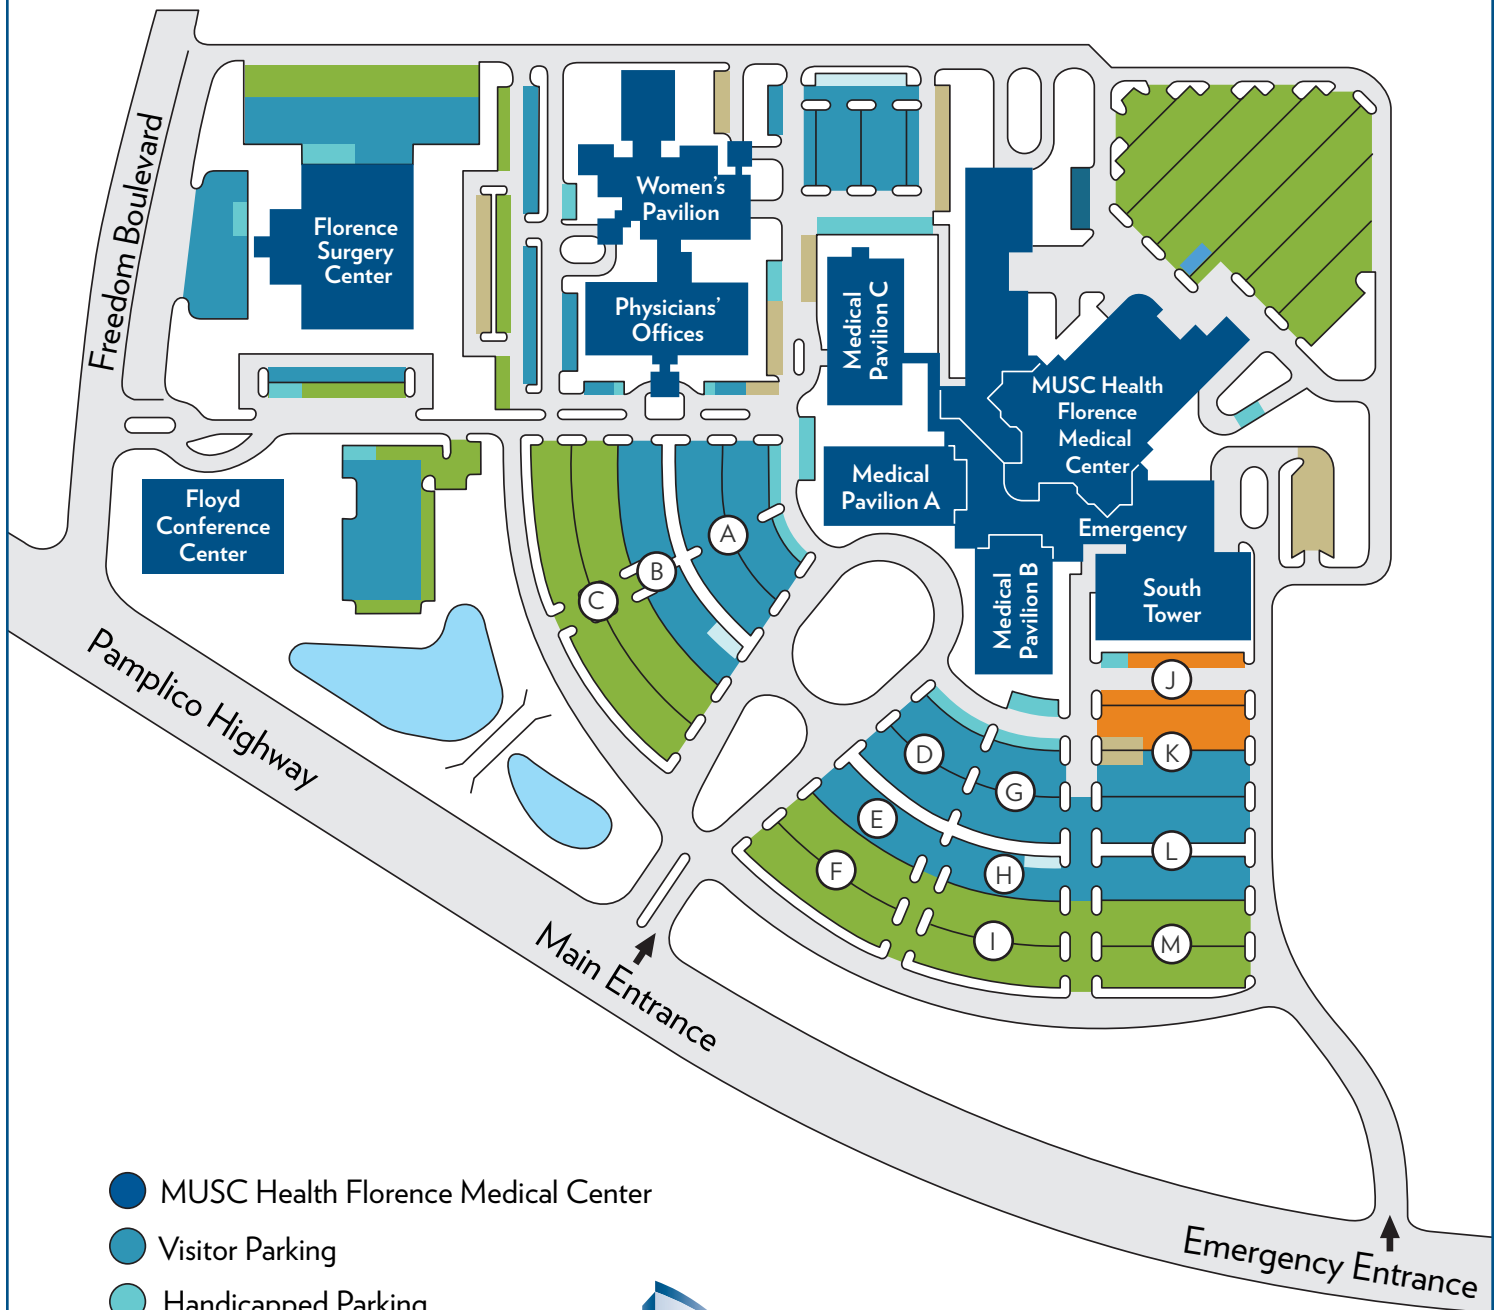 Freedom Boulevard
Florence
Surgery
Center
Women's
Pavilion
Physicians'
Offices
Medical
Pavilion C
MUSC Health
Florence
Medical
Center
Medical
Pavilion A
Emergency
Medical
Pavilion B
South
Tower
Floyd
Conference
Center
A
B
C
D
G
E
H
F
I
J
K
L
M
Pamplico Highway
Main Entrance
Emergency Entrance
MUSC Health Florence Medical Center
Visitor Parking
Handicapped Parking